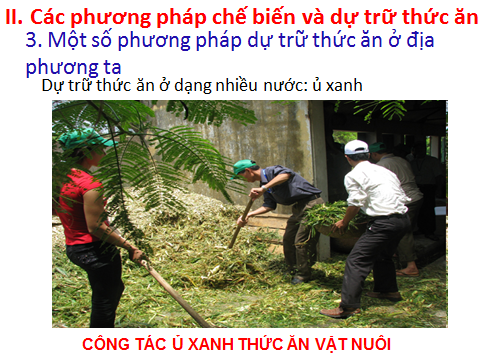 II. Các phương pháp chế biến và dự trữ thức ăn
3. Một số phương pháp dự trữ thức ăn ở địa
phương ta
Dự trữ thức ăn ở dạng nhiều nước: ủ xanh
CÔNG TÁC Ủ XANH THỨC ĂN VẬT NUÔI